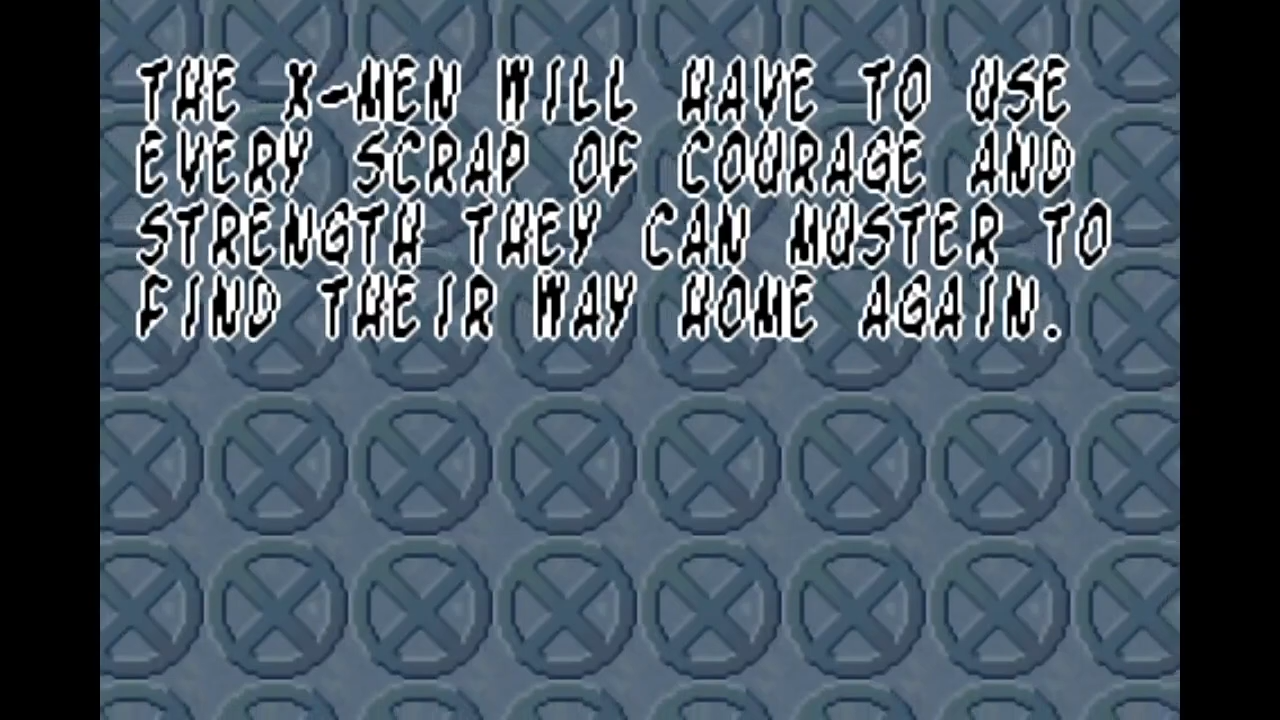 THE X-MEN WILL HAVE TO USE
EVERY SCRAP OF COURAGE AND
STRENGTH THEY CAN MUSTER TO
FIND THEIR WAY HOME AGAIN.